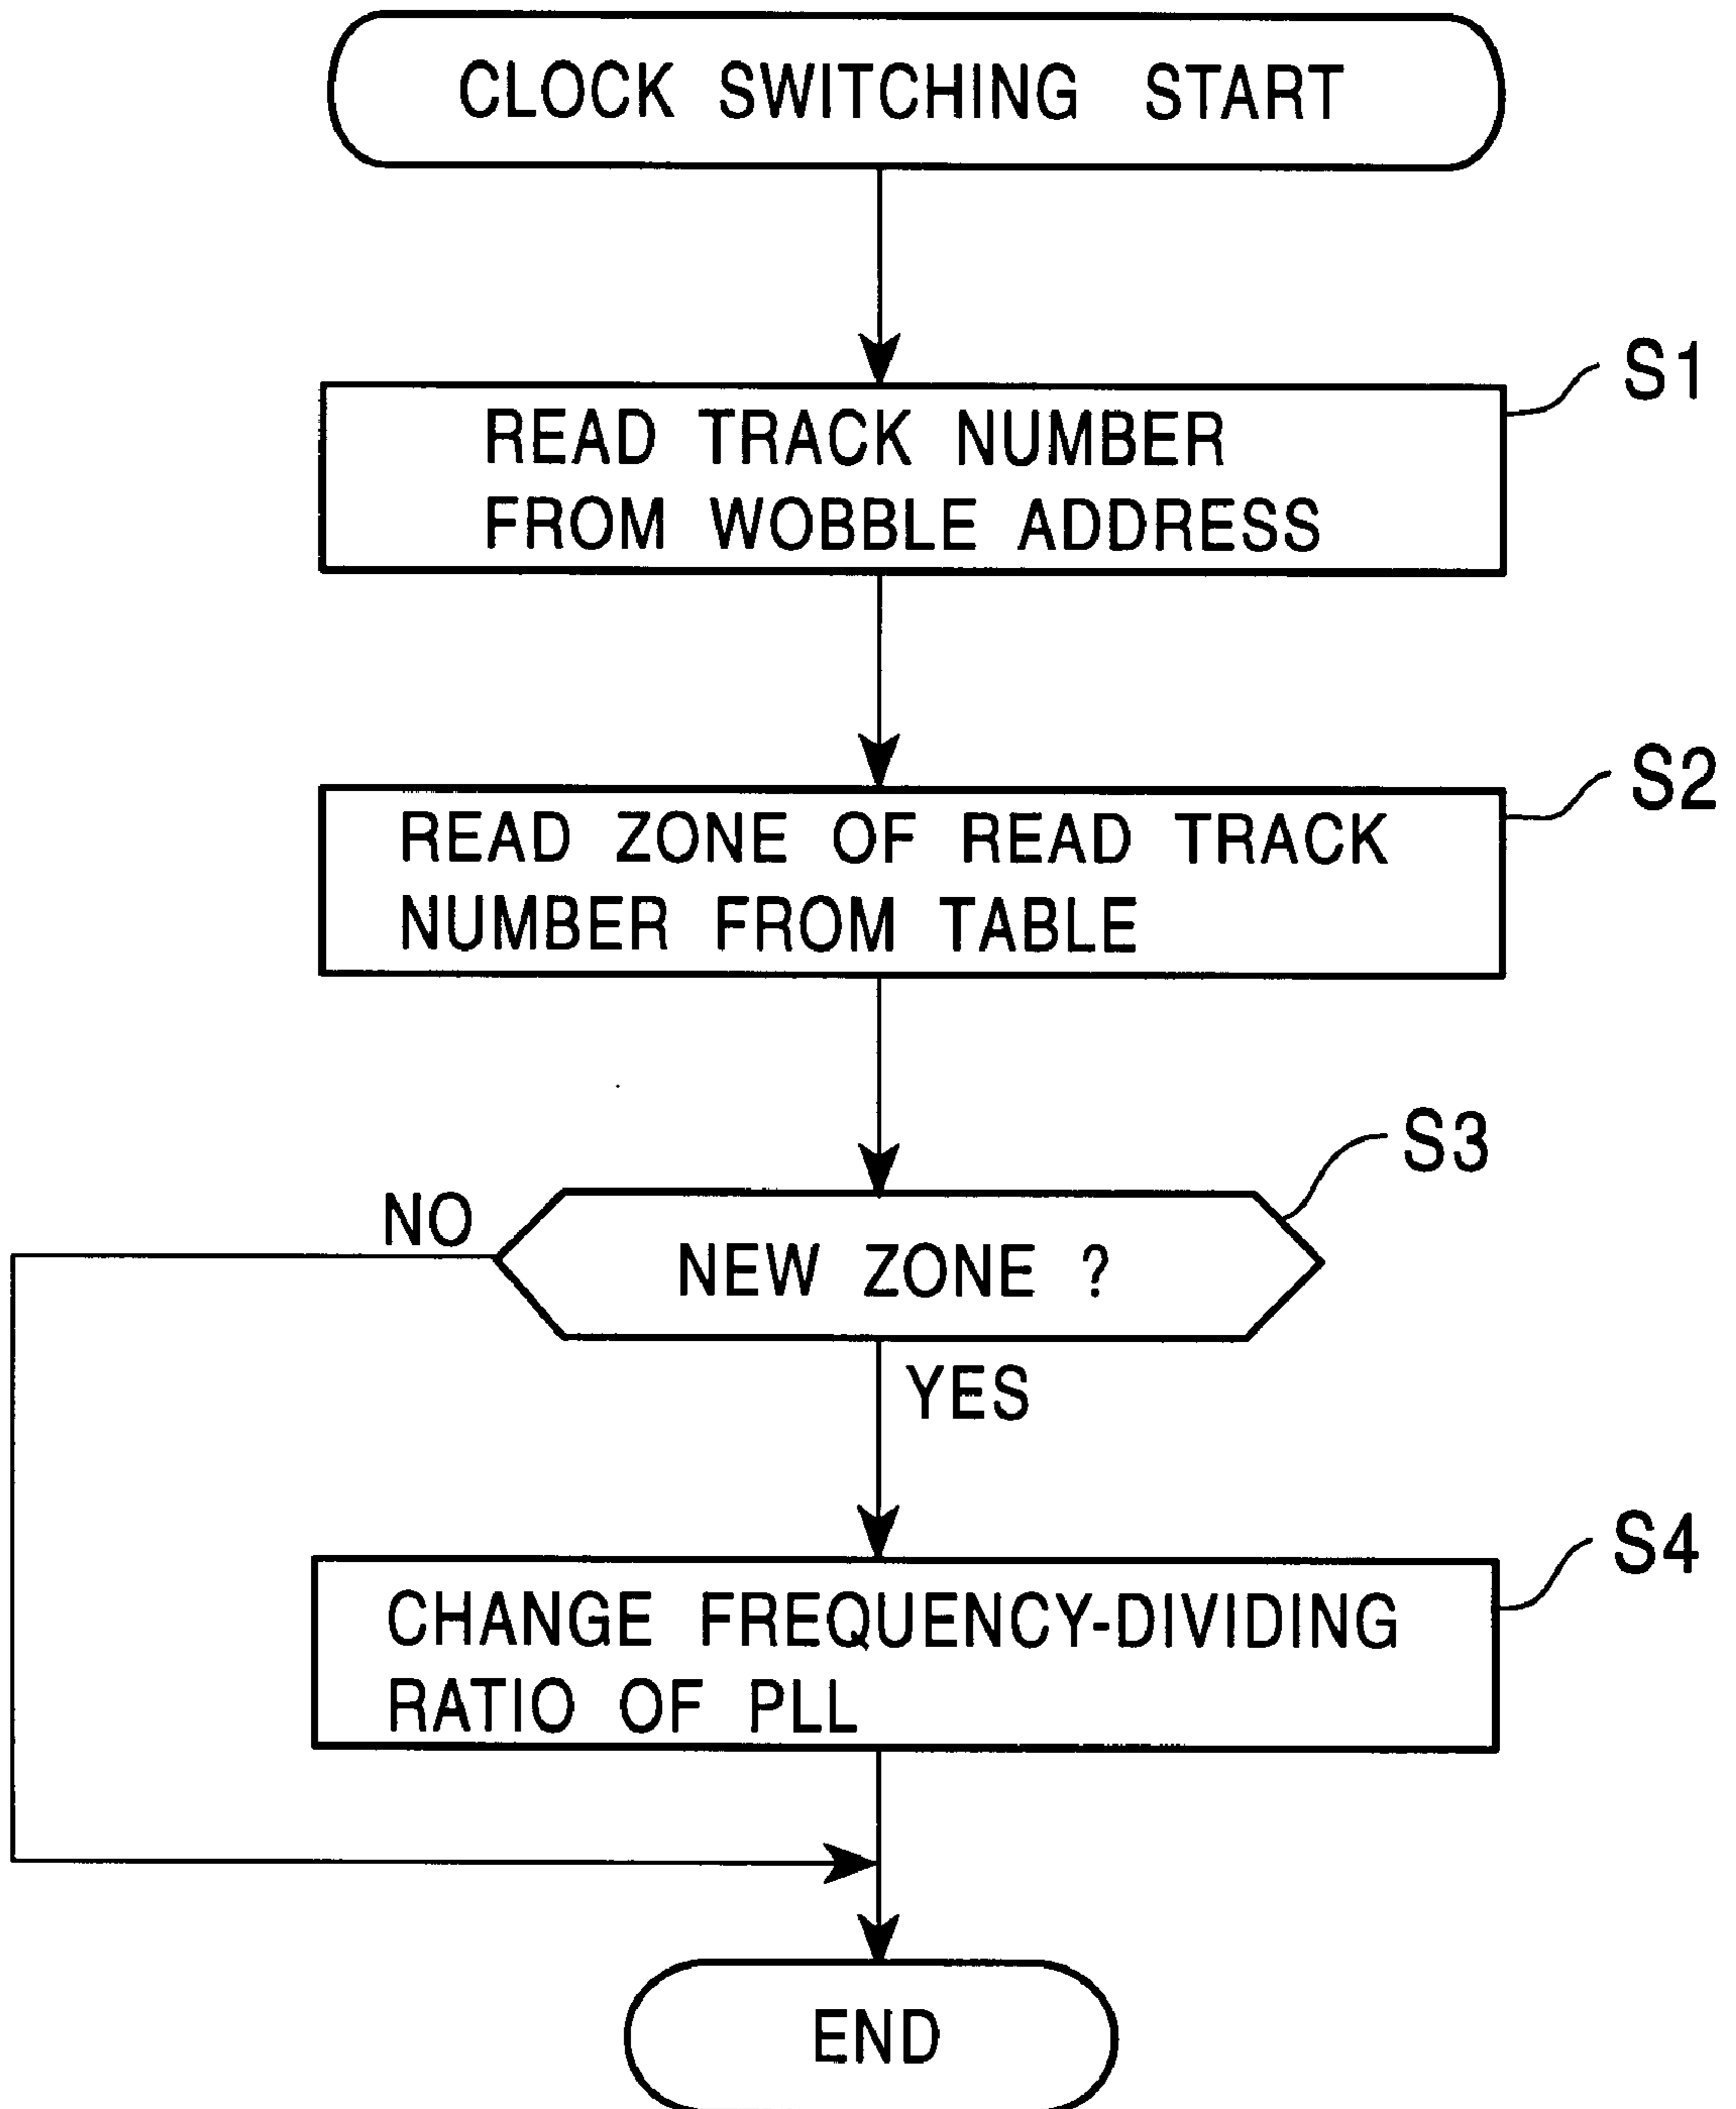 CLOCK SWITCHING START
S1
READ TRACK NUMBER
FROM WOBBLE ADDRESS
S2
READ ZONE OF READ TRACK
NUMBER FROM TABLE
S3
NO
NEW ZONE ?
YES
S4
CHANGE FREQUENCY-DIVIDING
RATIO OF PLL
END